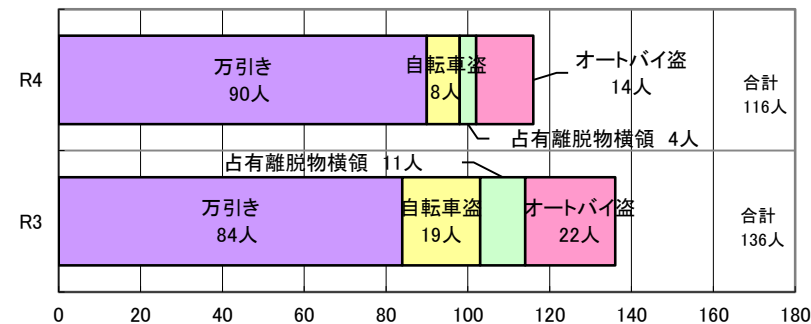 R4
万引き
90人
自転車盗
8人
オートバイ盗
14人
合計
116人
占有離脱物横領 4人
占有離脱物横領 11人
R3
万引き
84人
自転車盗
19人
オートバイ盗
22人
合計
136人
0 20 40 60 80 100 120 140 160 180